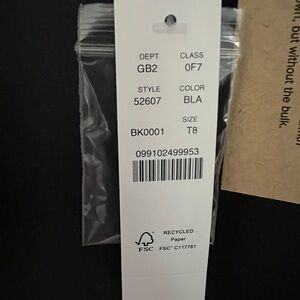 DEPT CLASS
GB2 0F7
STYLE COLOR
52607 BLA
SIZE
BK0001 T8
099102499953
RECYCLED
Paper
FSC FSC® C117781
but without the bulk.